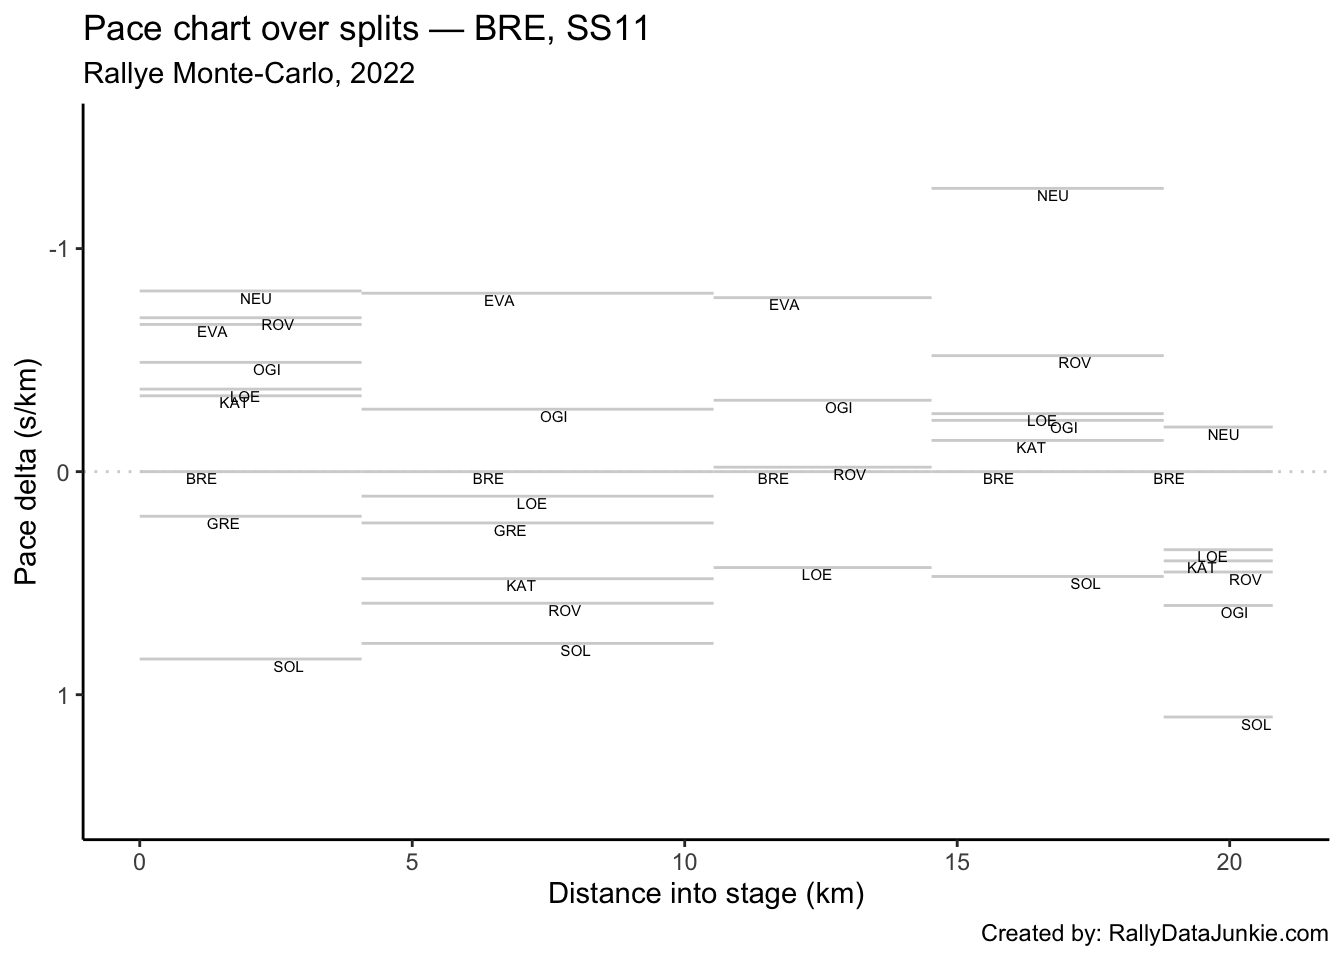 Pace chart over splits — BRE, SS11
Rallye Monte-Carlo, 2022
Pace delta (s/km)
-1
0
1
NEU
NEU
EVA
EVA
EVA
ROV
ROV
OGI
OGI
OGI
LOE
KAT
LOE
OGI
KAT
NEU
BRE
BRE
BRE
ROV
BRE
BRE
GRE
LOE
GRE
KAT
ROV
SOL
SOL
LOE
SOL
LOE
KAT
ROV
OGI
SOL
0
5
10
15
20
Distance into stage (km)
Created by: RallyDataJunkie.com